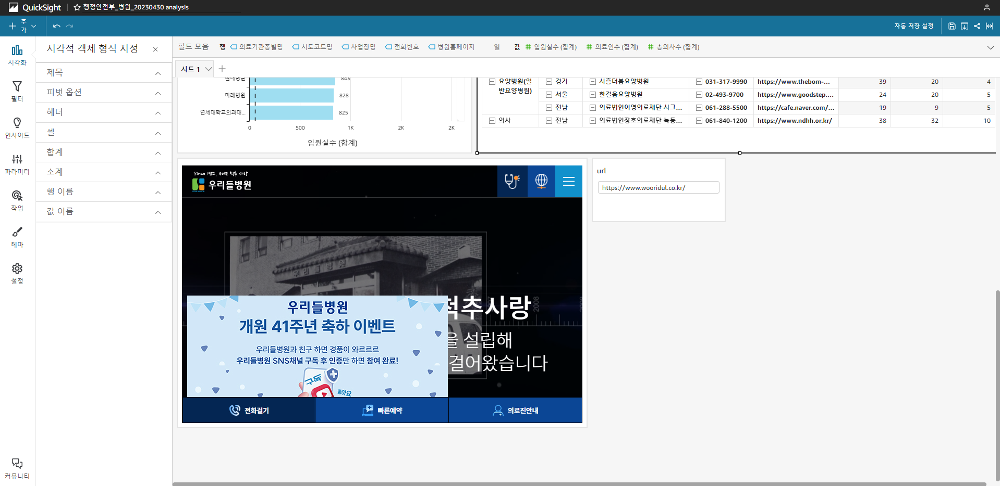 QuickSight
행정안전부_병원_20230430 analysis
추가
자동 저장 설정
시각화
필터
인사이트
파라미터
작업
테마
설정
커뮤니티
시각적 객체 형식 지정
제목
피벗 옵션
헤더
셀
합계
소계
행 이름
값 이름
필드 모음 행 의료기관종별명 시도코드명 사업장명 전화번호 병원홈페이지 열 값 입원실수 (합계) 의료인수 (합계) 총의사수 (합계)
시트 1
연대병원 843
미래병원 828
연세대학교의과대... 825
0 500 1K 2K 2K
입원실수 (합계)
요양병원(일반요양병원) 경기 시흥더봄요양병원 031-317-9990 https://www.thebom-... 39 20 4
서울 한걸음요양병원 02-493-9700 https://www.goodstep.... 24 20 5
전남 의료법인이영의료재단 시그... 061-288-5500 https://cafe.naver.com/... 19 9 5
의사 전남 의료법인장호의료재단 녹동... 061-840-1200 https://www.ndhh.or.kr/ 38 32 10
Since 1982, 40년 척추 사랑
우리들병원
우리들병원
척추사랑
2008
을 설립해
걸어왔습니다
우리들병원
개원 41주년 축하 이벤트
우리들병원과 친구 하면 경품이 와르르르
우리들병원 SNS채널 구독 후 인증만 하면 참여 완료!
구독
좋아요
전화걸기
빠른예약
의료진안내
url
https://www.wooridul.co.kr/